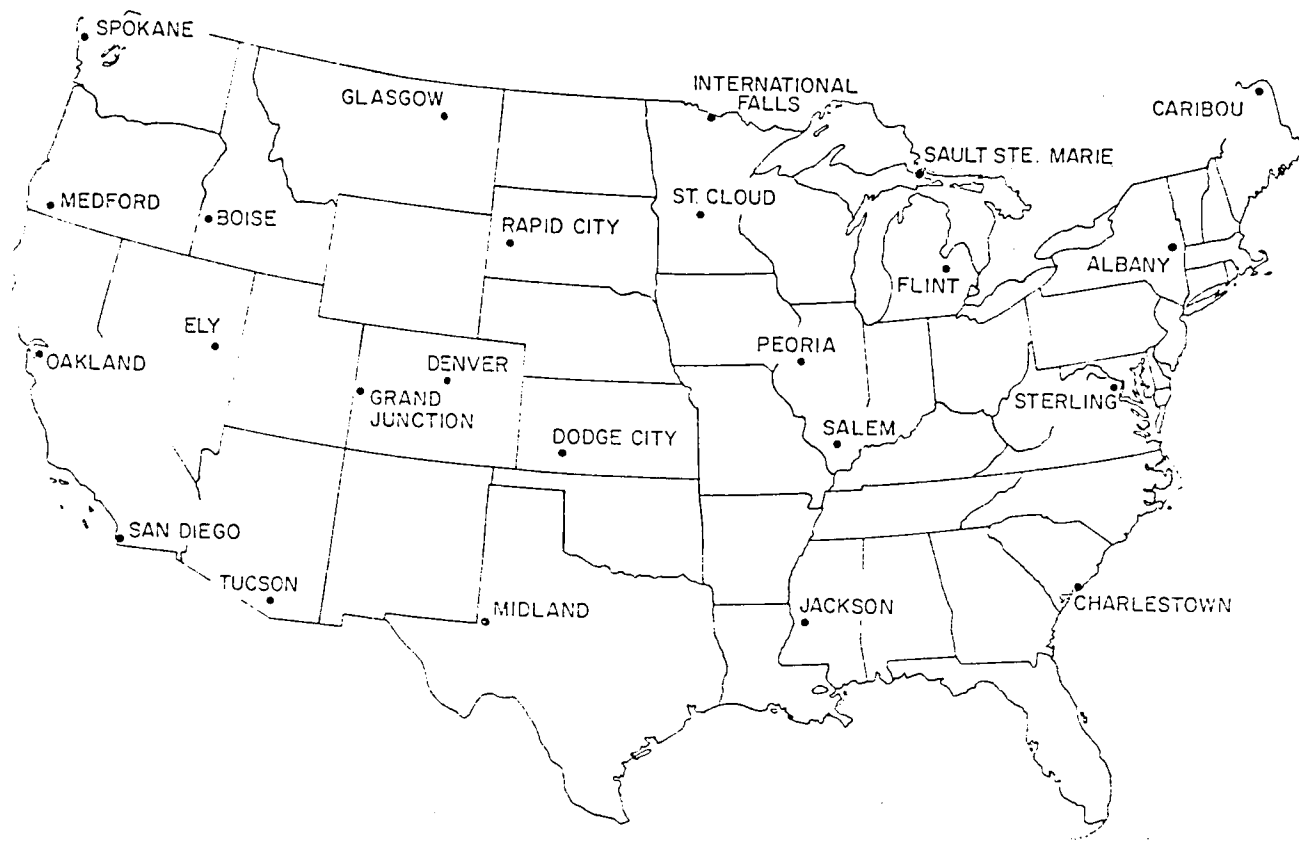 SPOKANE
GLASGOW
INTERNATIONAL
FALLS
CARIBOU
SAULT STE. MARIE
MEDFORD
BOISE
RAPID CITY
ST. CLOUD
ALBANY
FLINT
ELY
OAKLAND
DENVER
PEORIA
GRAND
JUNCTION
STERLING
DODGE CITY
SALEM
SAN DIEGO
TUCSON
MIDLAND
JACKSON
CHARLESTOWN